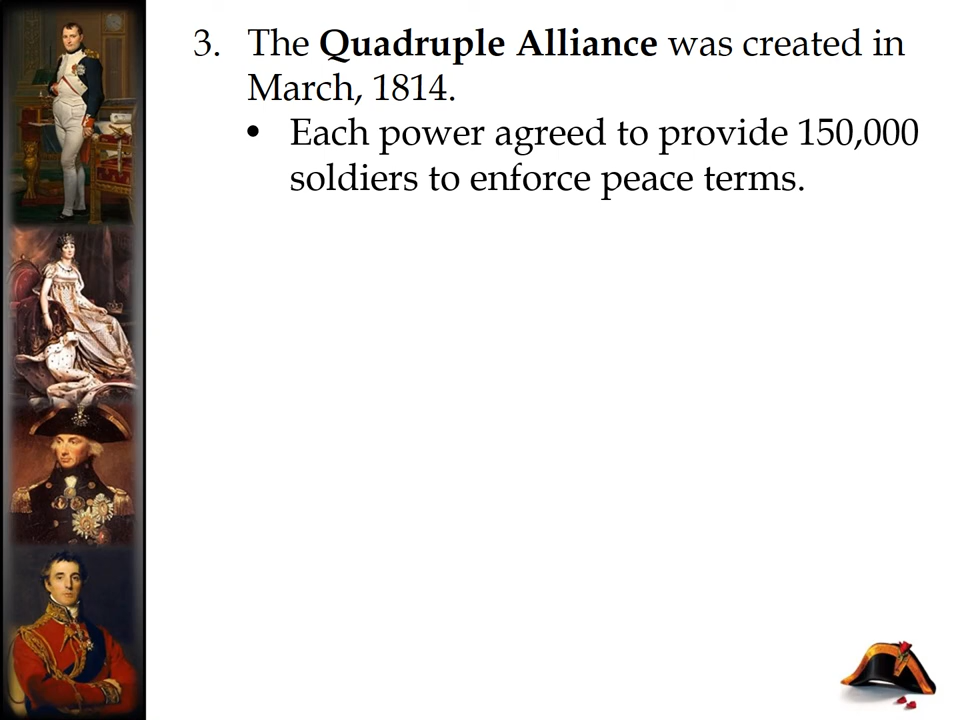 3. The Quadruple Alliance was created in
March, 1814.
• Each power agreed to provide 150,000
soldiers to enforce peace terms.